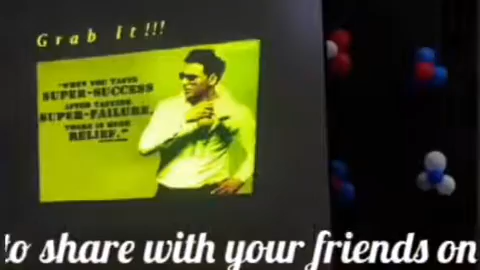 Grab It!!!
"WHEN YOU TASTE
SUPER-SUCCESS
AFTER TASTING
SUPER-FAILURE,
THERE IS MORE
RELIEF."
to share with your friends on